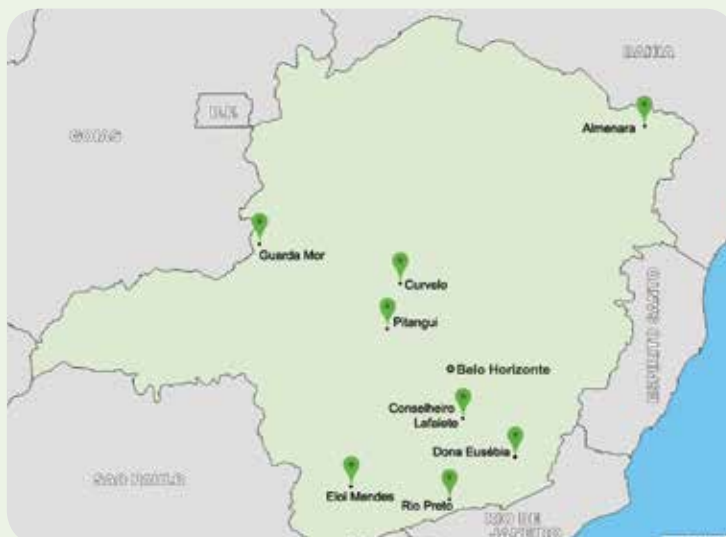 BAHIA
D.F.
Almenara
GOIÁS
Guarda Mor
Curvelo
Pitangui
ESPÍRITO SANTO
Belo Horizonte
Conselheiro
Lafaiete
Dona Eusébia
SÃO PAULO
Eloi Mendes
Rio Preto
RIO DE
JANEIRO